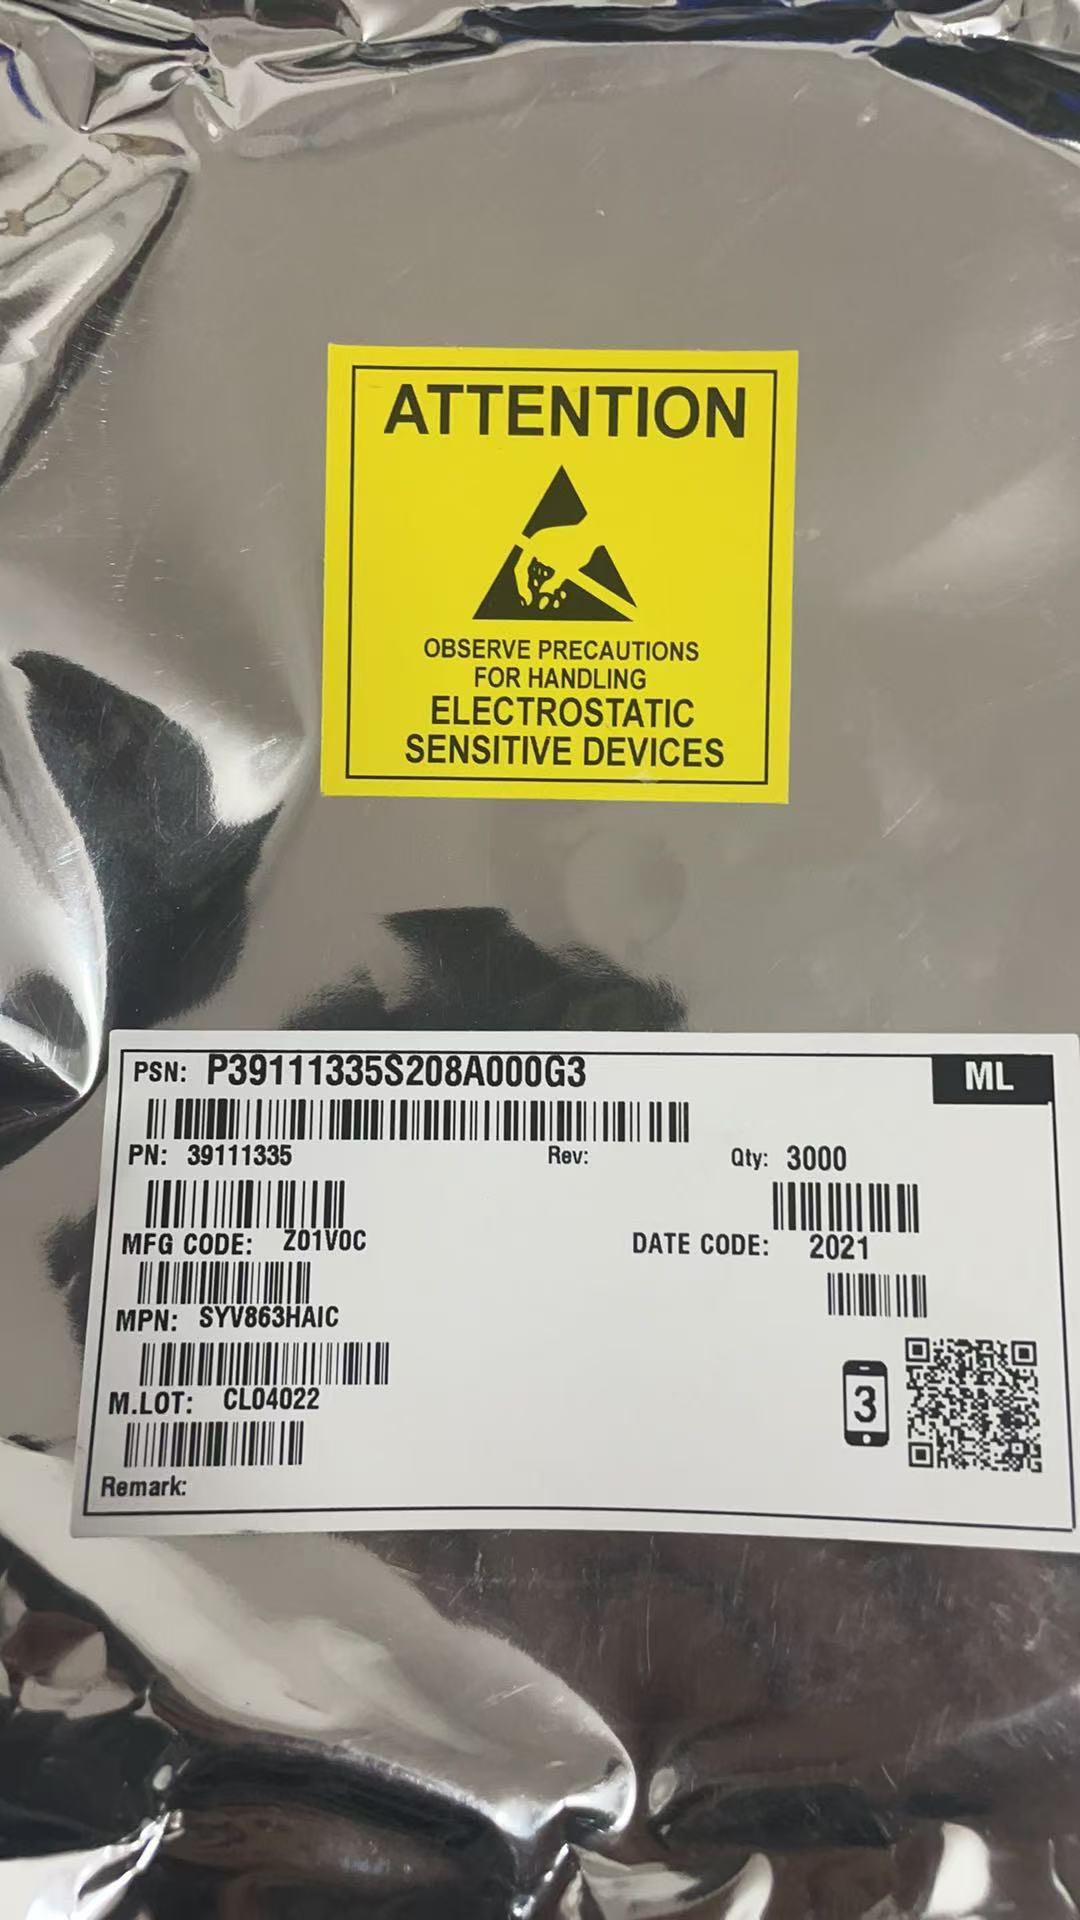 ATTENTION
OBSERVE PRECAUTIONS
FOR HANDLING
ELECTROSTATIC
SENSITIVE DEVICES
PSN: P39111335S208A000G3
ML
PN: 39111335 Rev: Qty: 3000
MFG CODE: Z01V0C DATE CODE: 2021
MPN: SYV863HAIC
M.LOT: CL04022
3
Remark: